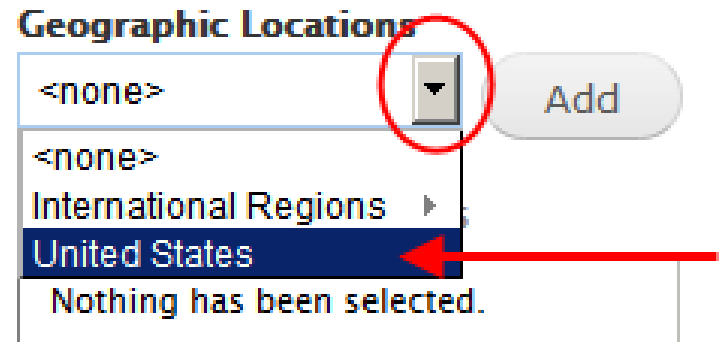 Geographic Locations
<none> Add
<none>
International Regions
United States
Nothing has been selected.